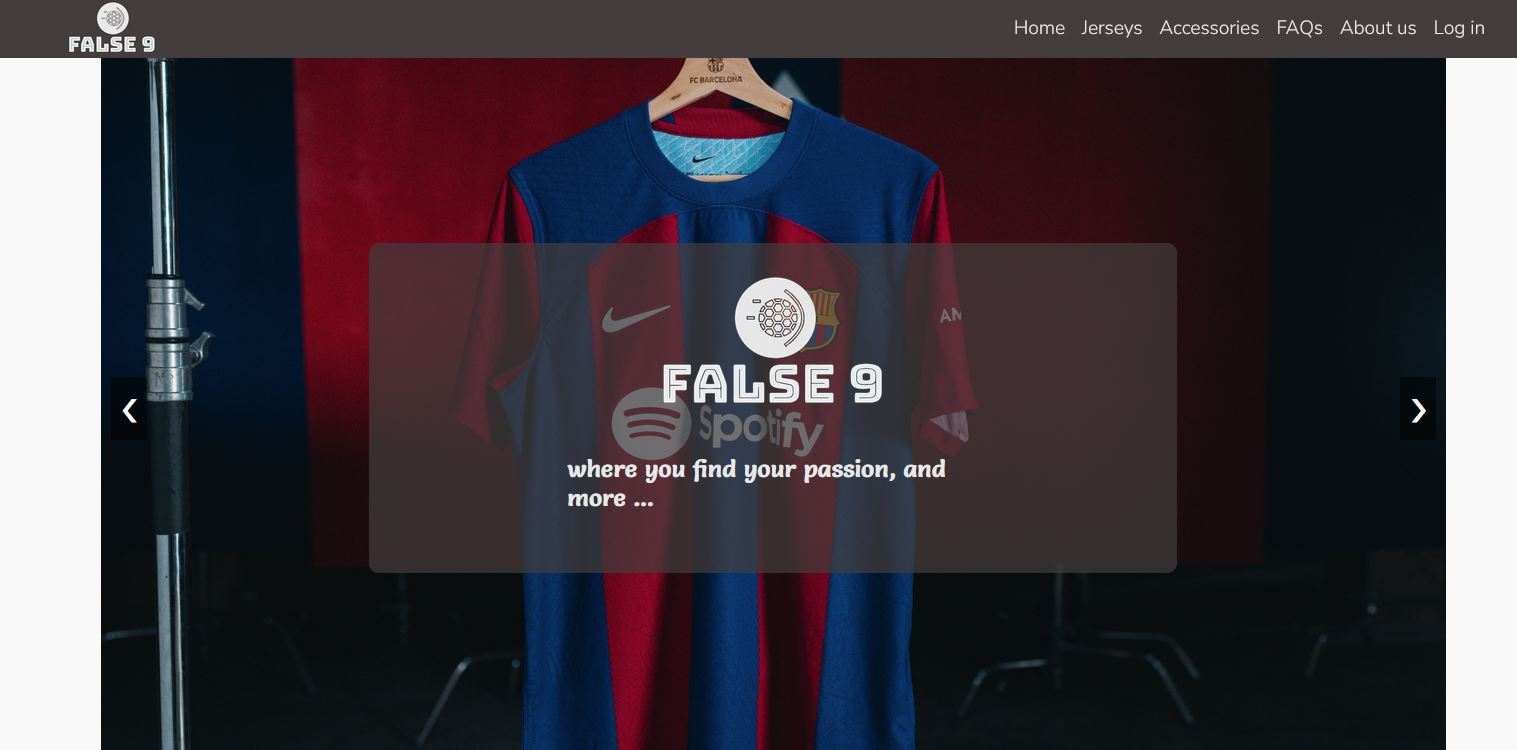 FALSE 9
Home Jerseys Accessories FAQs About us Log in
FC BARCELONA
AM
FALSE 9
Spotify
where you find your passion, and
more ...